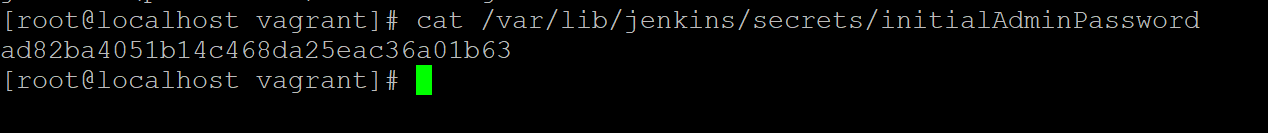 [root@localhost vagrant]# cat /var/lib/jenkins/secrets/initialAdminPassword
ad82ba4051b14c468da25eac36a01b63
[root@localhost vagrant]#